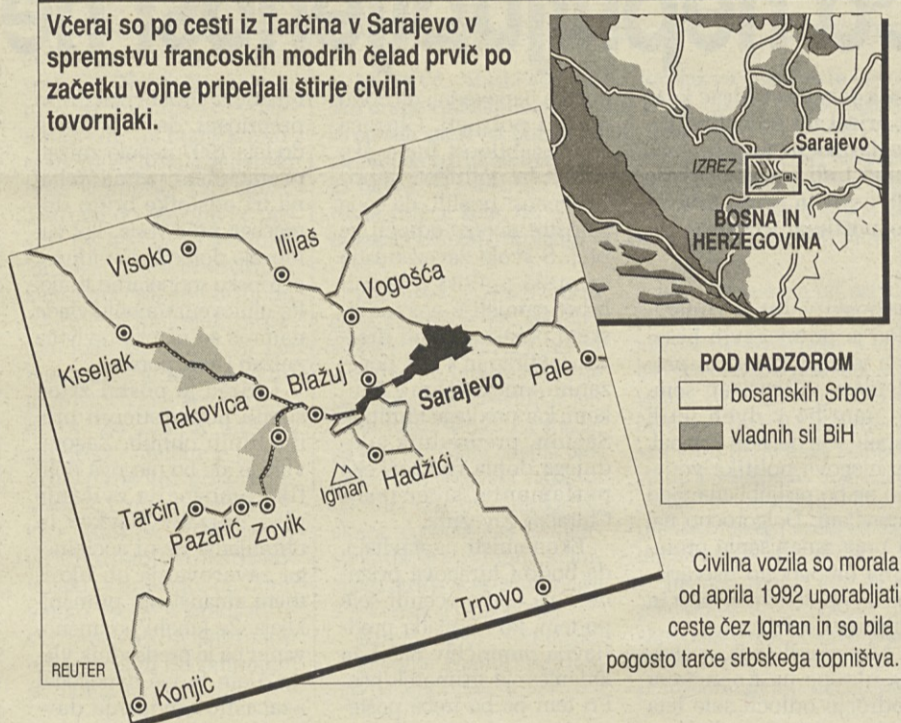 Včeraj so po cesti iz Tarčina v Sarajevo v
spremstvu francoskih modrih čelad prvič po
začetku vojne pripeljali štirje civilni
tovornjaki.
Sarajevo
IZREZ
BOSNA IN
HERZEGOVINA
Visoko
Ilijaš
Vogošća
Kiseljak
Rakovica
Blažuj
Sarajevo
Pale
Igman
Hadžići
Tarčin
Pazarić
Zovik
Trnovo
Konjic
POD NADZOROM
bosanskih Srbov
vladnih sil BiH
Civilna vozila so morala
od aprila 1992 uporabljati
ceste čez Igman in so bila
pogosto tarče srbskega topništva.
REUTER